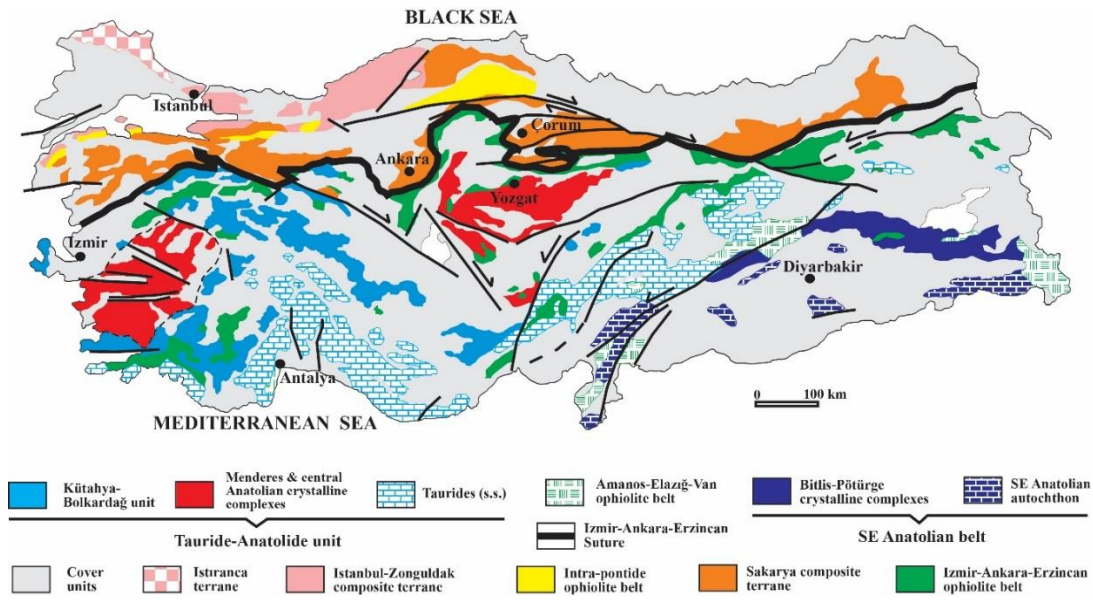 BLACK SEA
Istanbul
Çorum
Ankara
Yozgat
Izmir
Diyarbakir
Antalya
0 100 km
MEDITERRANEAN SEA
Kütahya-
Bolkardağ unit
Menderes & central
Anatolian crystalline
complexes
Taurides (s.s.)
Amanos-Elazığ-Van
ophiolite belt
Bitlis-Pötürge
crystalline complexes
SE Anatolian
autochthon
Tauride-Anatolide unit
Izmir-Ankara-Erzincan
Suture
SE Anatolian belt
Cover
units
Istıranca
terrane
Istanbul-Zonguldak
composite terrane
Intra-pontide
ophiolite belt
Sakarya composite
terrane
Izmir-Ankara-Erzincan
ophiolite belt